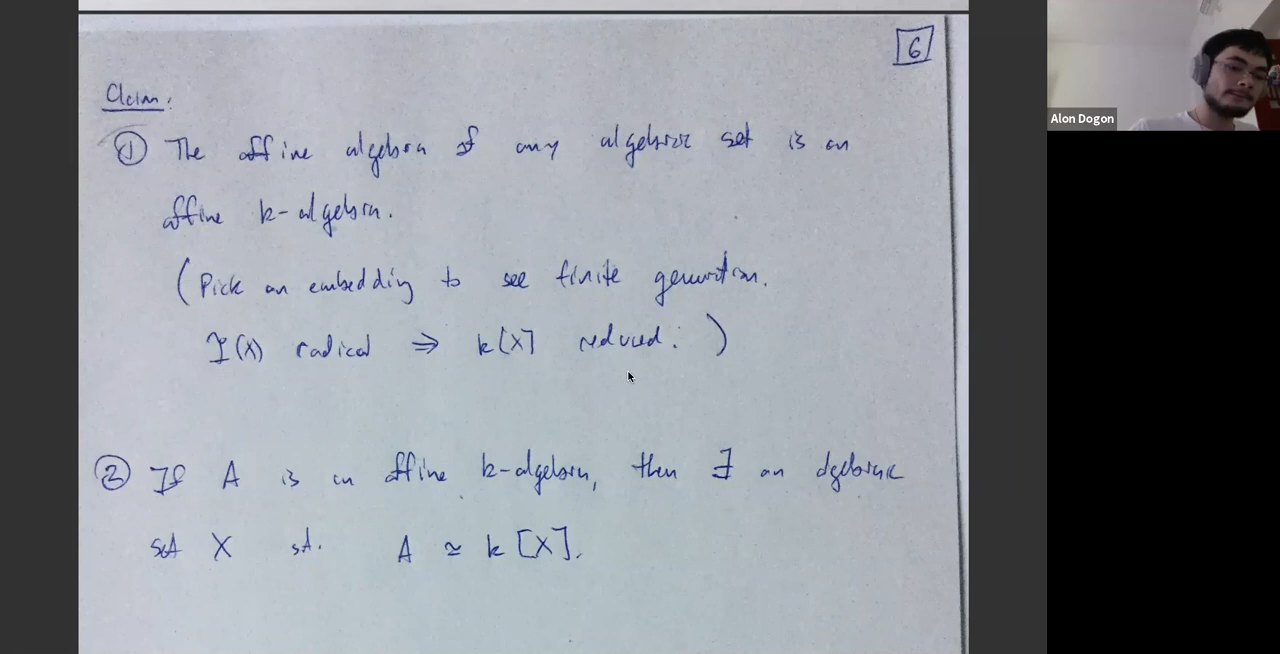 6
Claim:
① The affine algebra of any algebraic set is an
affine k-algebra.
(Pick an embedding to see finite generation.
I(X) radical ⇒ k[X] reduced. )
② If A is an affine k-algebra, then ∃ an algebraic
set X st. A ≃ k[X].
Alon Dogon